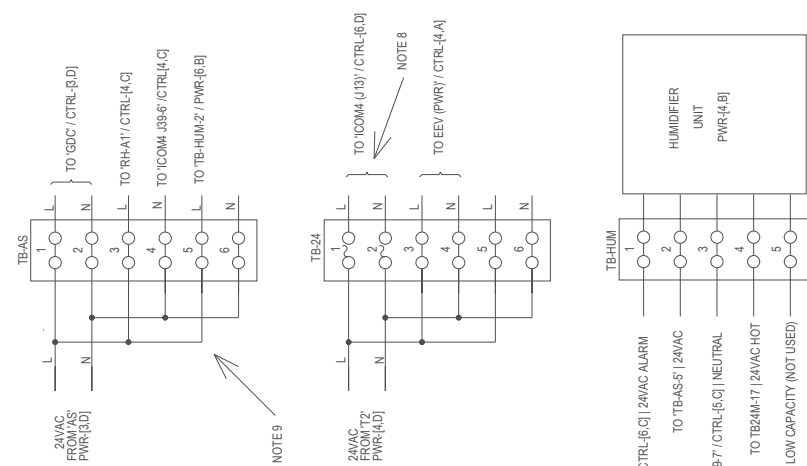 TB-AS
1
2
3
4
5
6
L
N
L
N
L
N
TO 'GDC' / CTRL-[3,D]
TO 'RH-A1' / CTRL-[4,C]
TO 'ICOM4 J39-6' /CTRL[4,C]
TO 'TB-HUM-2' / PWR-[6,B]
L
N
24VAC
FROM 'AS'
PWR-[3,D]
NOTE 9
TB-24
1
2
3
4
5
6
L
N
L
N
L
N
TO 'ICOM4 (J13)' / CTRL-[6,D]
NOTE 8
TO EEV (PWR)' / CTRL-[4,A]
L
N
24VAC
FROM 'T2'
PWR-[4,D]
TB-HUM
1
2
3
4
5
HUMIDIFIER
UNIT
PWR-[4,B]
CTRL-[6,C] | 24VAC ALARM
TO 'TB-AS-5' | 24VAC
9-7' / CTRL-[5,C] | NEUTRAL
TO TB24M-17 | 24VAC HOT
LOW CAPACITY (NOT USED)